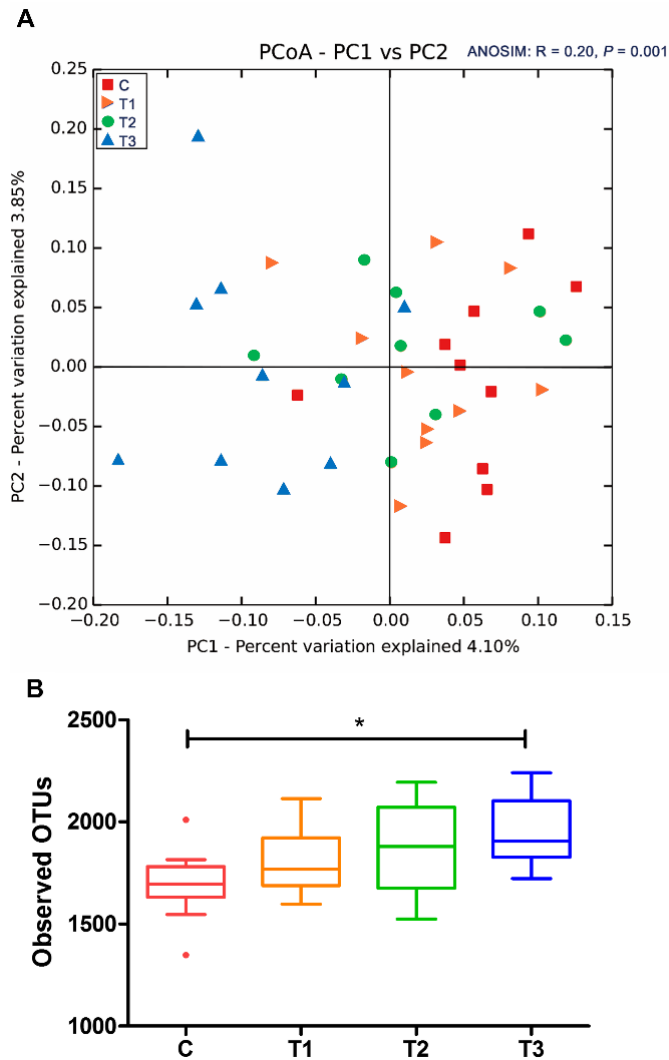 A
PCoA - PC1 vs PC2 ANOSIM: R = 0.20, P = 0.001
0.25
0.20
0.15
0.10
0.05
0.00
−0.05
−0.10
−0.15
−0.20
C
T1
T2
T3
PC2 - Percent variation explained 3.85%
−0.20 −0.15 −0.10 −0.05 0.00 0.05 0.10 0.15
PC1 - Percent variation explained 4.10%
B
2500
2000
1500
1000
*
Observed OTUs
C T1 T2 T3